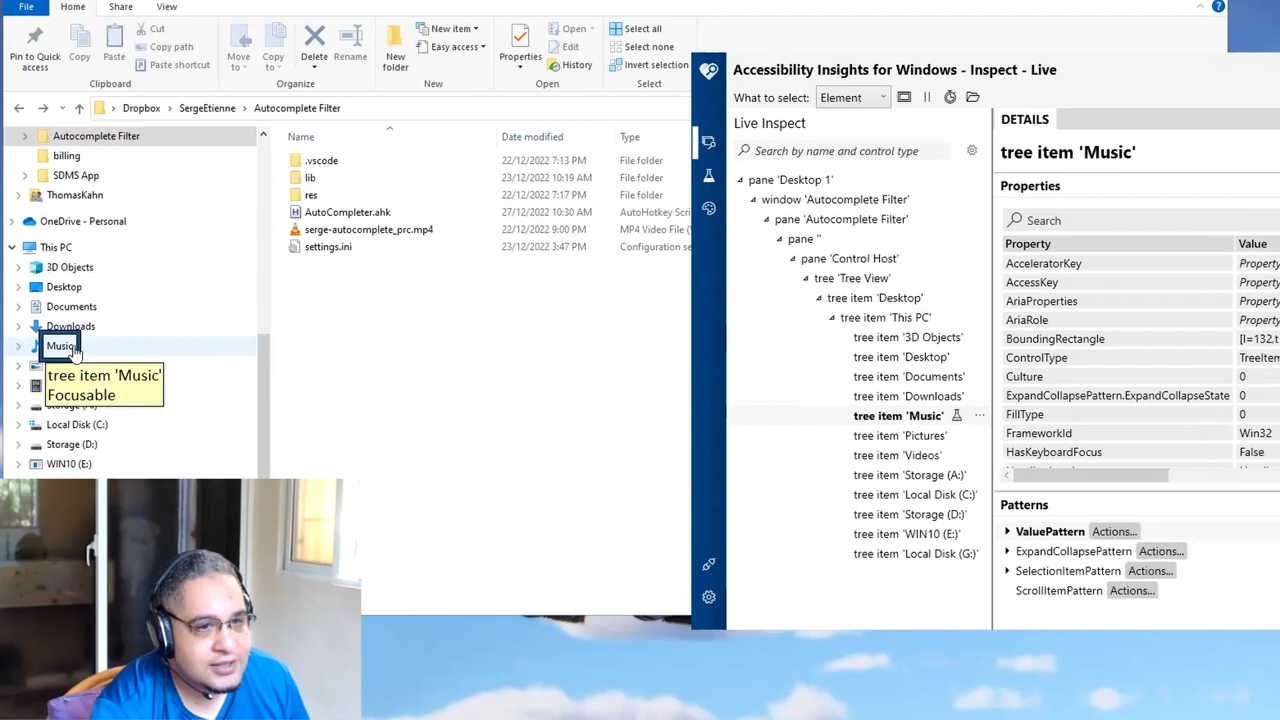 File Home Share View
Pin to Quick access
Copy
Paste
Cut
Copy path
Paste shortcut
Clipboard
Move to
Copy to
Delete
Rename
Organize
New folder
New item
Easy access
New
Properties
Open
Edit
History
Open
Select all
Select none
Invert selection
Select
Dropbox > SergeEtienne > Autocomplete Filter
Autocomplete Filter
billing
SDMS App
ThomasKahn
OneDrive - Personal
This PC
3D Objects
Desktop
Documents
Downloads
Music
tree item 'Music'
Focusable
Local Disk (C:)
Storage (D:)
WIN10 (E:)
Name Date modified Type
.vscode 22/12/2022 7:13 PM File folder
lib 23/12/2022 10:19 AM File folder
res 22/12/2022 7:17 PM File folder
AutoCompleter.ahk 27/12/2022 10:30 AM AutoHotkey Scri
serge-autocomplete_prc.mp4 22/12/2022 9:00 PM MP4 Video File (
settings.ini 23/12/2022 3:47 PM Configuration se
Accessibility Insights for Windows - Inspect - Live
What to select: Element
Live Inspect
Search by name and control type
pane 'Desktop 1'
window 'Autocomplete Filter'
pane 'Autocomplete Filter'
pane ''
pane 'Control Host'
tree 'Tree View'
tree item 'Desktop'
tree item 'This PC'
tree item '3D Objects'
tree item 'Desktop'
tree item 'Documents'
tree item 'Downloads'
tree item 'Music'
tree item 'Pictures'
tree item 'Videos'
tree item 'Storage (A:)'
tree item 'Local Disk (C:)'
tree item 'Storage (D:)'
tree item 'WIN10 (E:)'
tree item 'Local Disk (G:)'
DETAILS
tree item 'Music'
Properties
Search
Property Value
AcceleratorKey Property
AccessKey Property
AriaProperties Property
AriaRole Property
BoundingRectangle [l=132,t
ControlType TreeItem
Culture 0
ExpandCollapsePattern.ExpandCollapseState 0
FillType 0
FrameworkId Win32
HasKeyboardFocus False
Patterns
ValuePattern Actions...
ExpandCollapsePattern Actions...
SelectionItemPattern Actions...
ScrollItemPattern Actions...